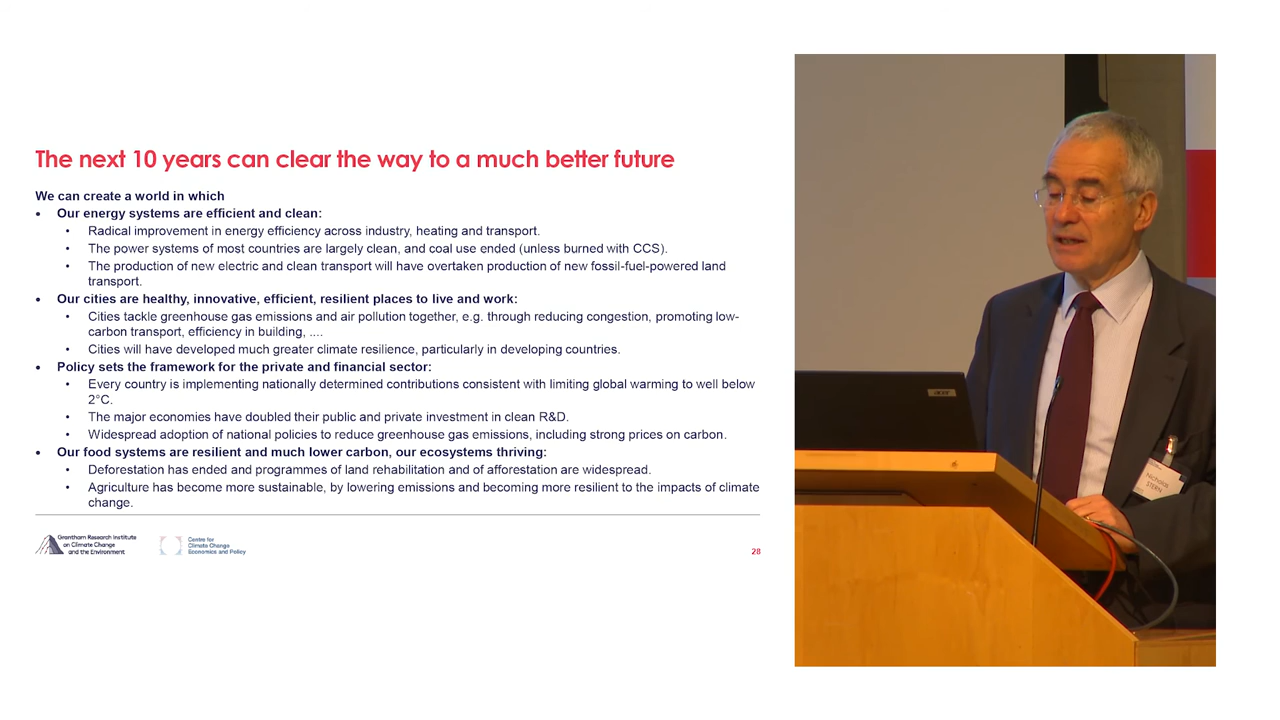 The next 10 years can clear the way to a much better future
We can create a world in which
• Our energy systems are efficient and clean:
• Radical improvement in energy efficiency across industry, heating and transport.
• The power systems of most countries are largely clean, and coal use ended (unless burned with CCS).
• The production of new electric and clean transport will have overtaken production of new fossil-fuel-powered land
transport.
• Our cities are healthy, innovative, efficient, resilient places to live and work:
• Cities tackle greenhouse gas emissions and air pollution together, e.g. through reducing congestion, promoting low-
carbon transport, efficiency in building, ....
• Cities will have developed much greater climate resilience, particularly in developing countries.
• Policy sets the framework for the private and financial sector:
• Every country is implementing nationally determined contributions consistent with limiting global warming to well below
2°C.
• The major economies have doubled their public and private investment in clean R&D.
• Widespread adoption of national policies to reduce greenhouse gas emissions, including strong prices on carbon.
• Our food systems are resilient and much lower carbon, our ecosystems thriving:
• Deforestation has ended and programmes of land rehabilitation and of afforestation are widespread.
• Agriculture has become more sustainable, by lowering emissions and becoming more resilient to the impacts of climate
change.
Grantham Research Institute
on Climate Change
and the Environment
Centre for
Climate Change
Economics and Policy
28
acer
Nicholas
STERN